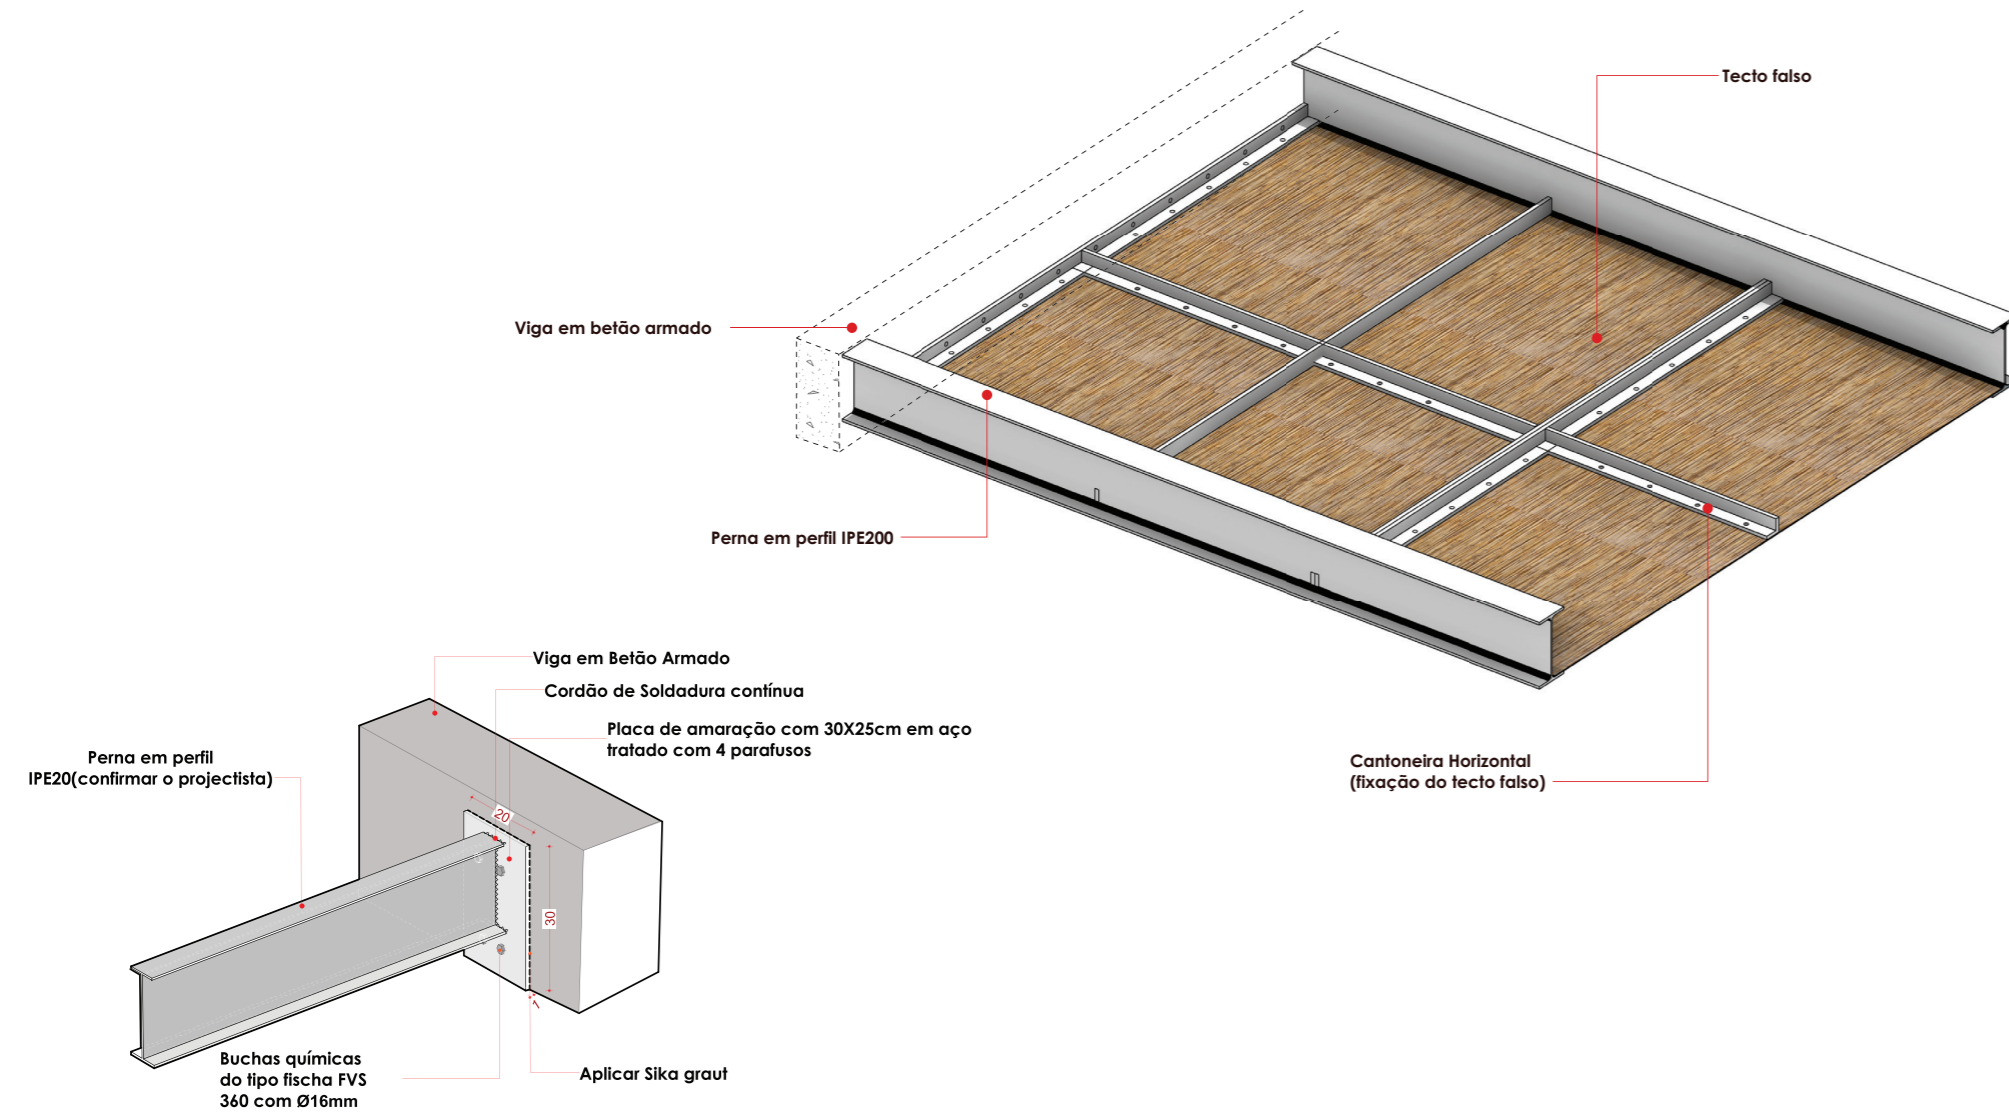 Tecto falso
Viga em betão armado
Perna em perfil IPE200
Cantoneira Horizontal
(fixação do tecto falso)
Viga em Betão Armado
Cordão de Soldadura contínua
Placa de amaração com 30X25cm em aço
tratado com 4 parafusos
Perna em perfil
IPE20(confirmar o projectista)
20
30
1
Buchas químicas
do tipo fischa FVS
360 com Ø16mm
Aplicar Sika graut